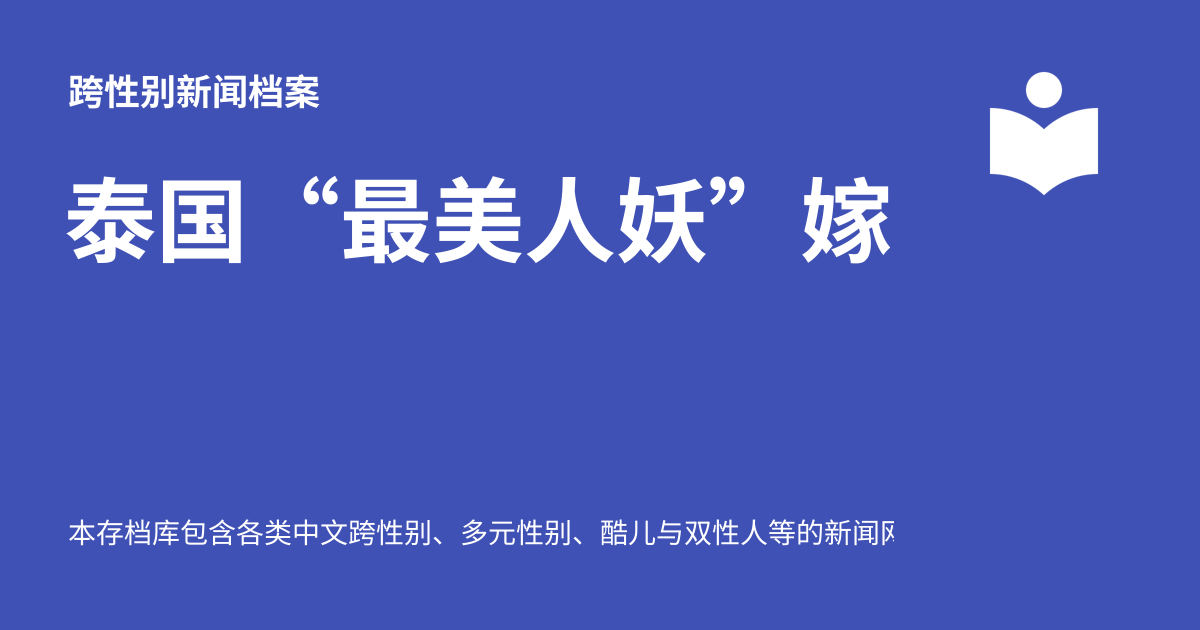 跨性别新闻档案
泰国“最美人妖”嫁
本存档库包含各类中文跨性别、多元性别、酷儿与双性人等的新闻